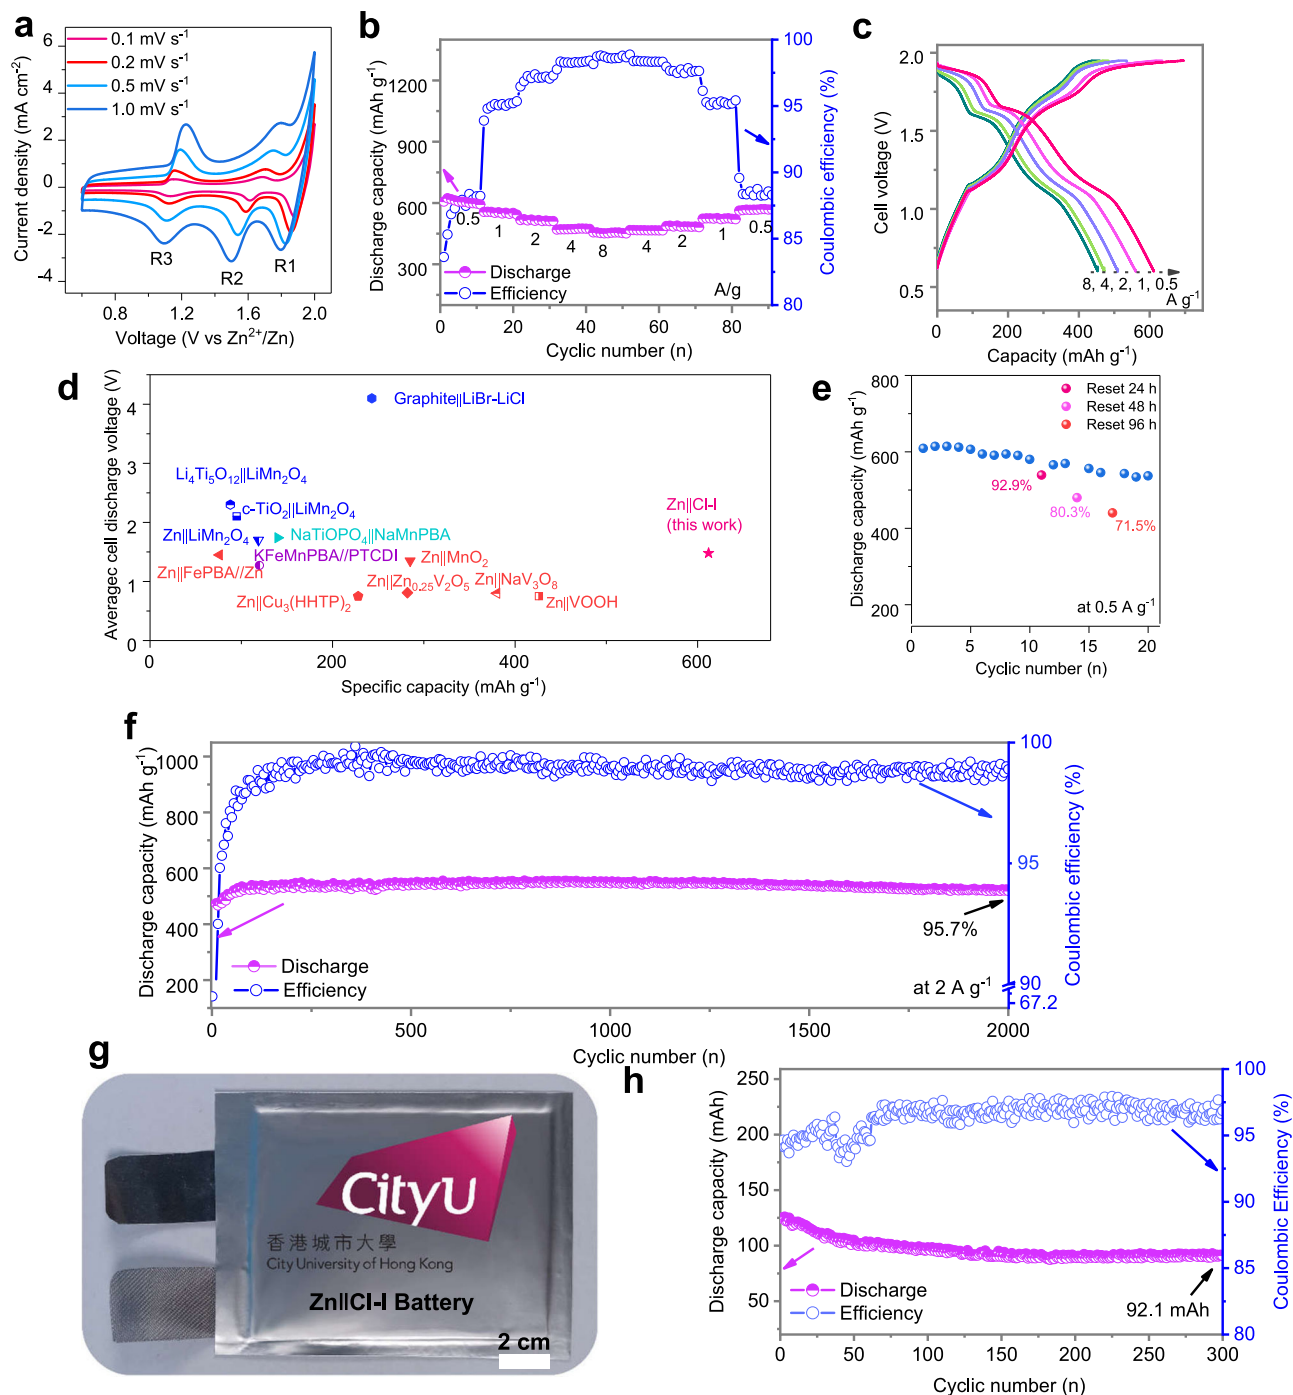 a
Current density (mA cm-2)
6
4
2
0
-2
-4
0.1 mV s-1
0.2 mV s-1
0.5 mV s-1
1.0 mV s-1
R3
R2
R1
0.8
1.2
1.6
2.0
Voltage (V vs Zn2+/Zn)
b
Discharge capacity (mAh g-1)
1200
900
600
300
0.5
1
2
4
8
4
2
1
0.5
Discharge
Efficiency
A/g
0
20
40
60
80
Cyclic number (n)
100
95
90
85
80
Coulombic efficiency (%)
c
Cell voltage (V)
2.0
1.5
1.0
0.5
8, 4, 2, 1, 0.5
A g-1
0
200
400
600
Capacity (mAh g-1)
d
Averagec cell discharge voltage (V)
4
3
2
1
0
Graphite||LiBr-LiCl
Li4Ti5O12||LiMn2O4
c-TiO2||LiMn2O4
Zn||LiMn2O4
NaTiOPO4||NaMnPBA
KFeMnPBA//PTCDI
Zn||FePBA//Zn
Zn||MnO2
Zn||Zn0.25V2O5
Zn||NaV3O8
Zn||Cu3(HHTP)2
Zn||VOOH
Zn||Cl-I
(this work)
0
200
400
600
Specific capacity (mAh g-1)
e
Discharge capacity (mAh g-1)
800
600
400
200
Reset 24 h
Reset 48 h
Reset 96 h
92.9%
80.3%
71.5%
at 0.5 A g-1
0
5
10
15
20
Cyclic number (n)
f
Discharge capacity (mAh g-1)
1000
800
600
400
200
Discharge
Efficiency
95.7%
at 2 A g-1
0
500
1000
1500
2000
Cyclic number (n)
100
95
90
67.2
Coulombic efficiency (%)
g
CityU
香港城市大學
City University of Hong Kong
Zn||Cl-I Battery
2 cm
h
Discharge capacity (mAh)
250
200
150
100
50
Discharge
Efficiency
92.1 mAh
0
50
100
150
200
250
300
Cyclic number (n)
100
95
90
85
80
Coulombic Efficiency (%)